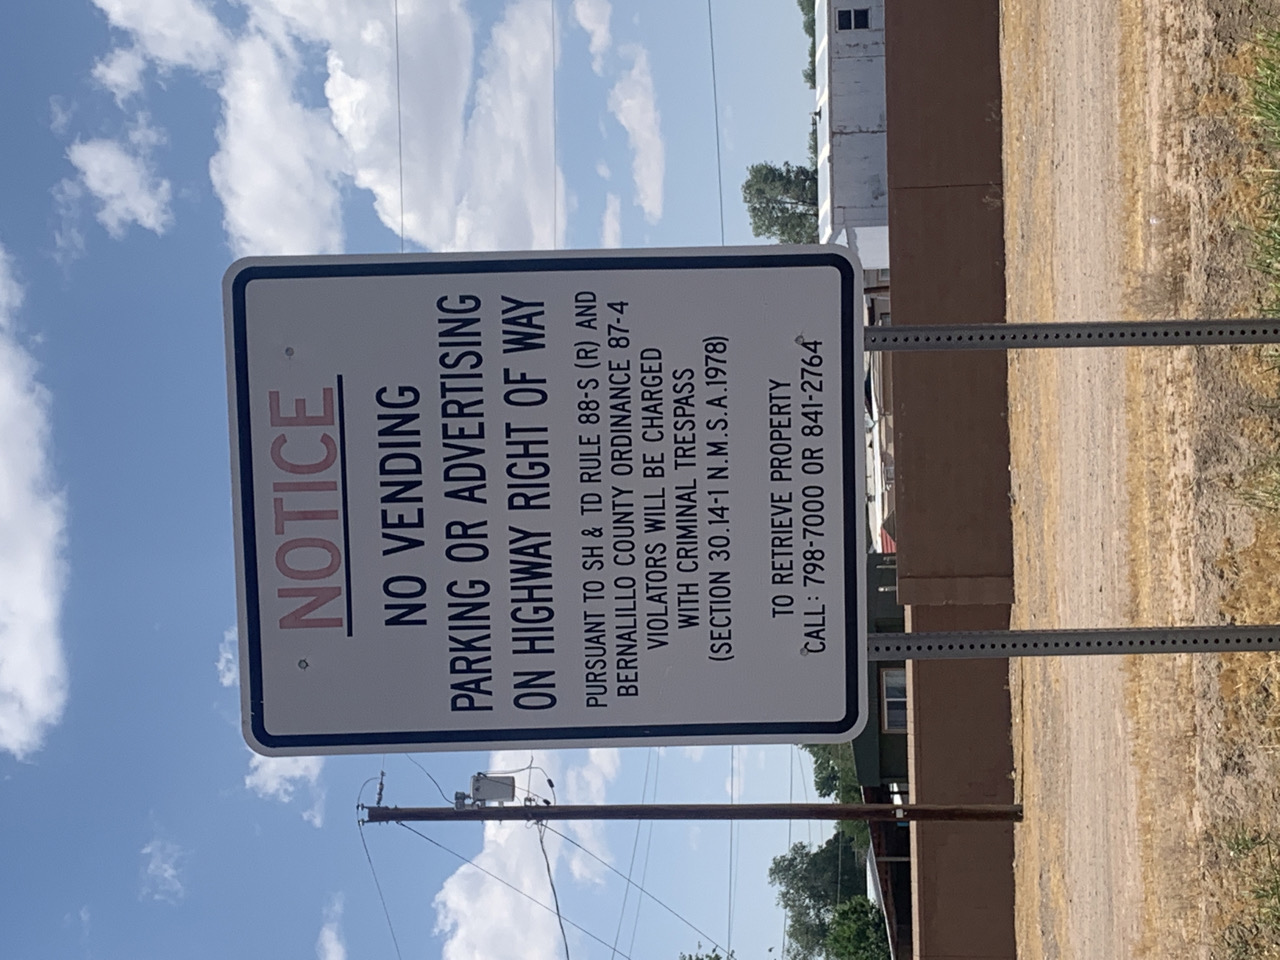 NOTICE
NO VENDING
PARKING OR ADVERTISING
ON HIGHWAY RIGHT OF WAY
PURSUANT TO SH & TD RULE 88-S (R) AND
BERNALILLO COUNTY ORDINANCE 87-4
VIOLATORS WILL BE CHARGED
WITH CRIMINAL TRESPASS
(SECTION 30.14-1 N.M.S.A.1978)
TO RETRIEVE PROPERTY
CALL: 798-7000 OR 841-2764